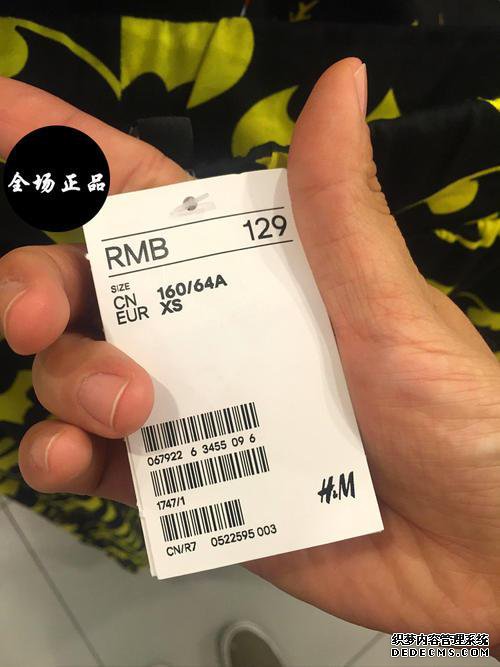 全场正品
RMB 129
SIZE
CN 160/64A
EUR XS
067922 6 3455 09 6
1747/1
CN/R7 0522595 003
H&M
织梦内容管理系统
DEDECMS.COM